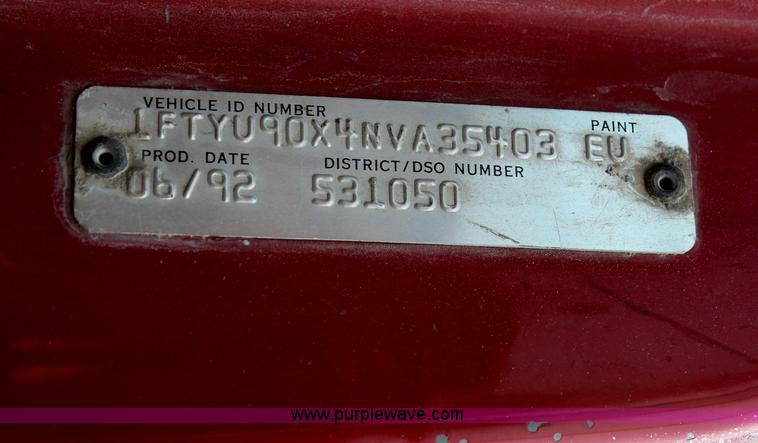 VEHICLE ID NUMBER PAINT
1FTYU90X4NVA35403 EU
PROD. DATE DISTRICT/DSO NUMBER
06/92 531050
www.purplewave.com